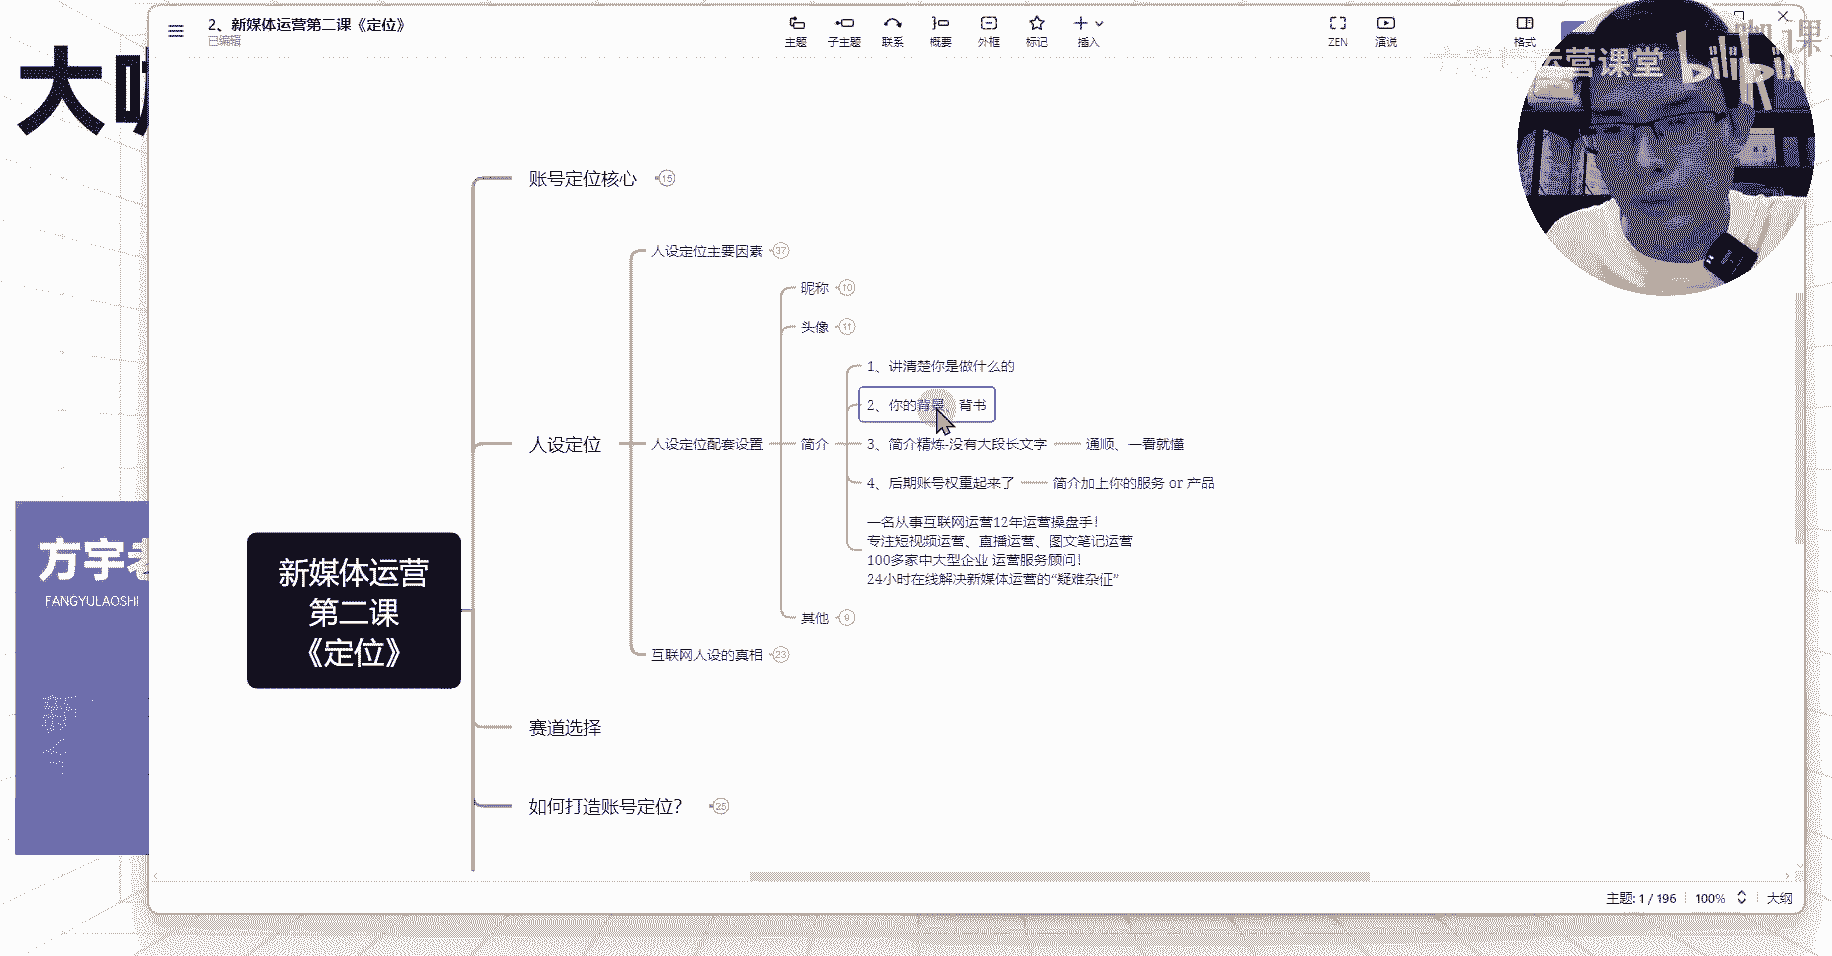 2、新媒体运营第二课《定位》
已编辑
主题
子主题
联系
概要
外框
标记
插入
ZEN
演说
格式
课
运营课堂
bilibili
大咖
账号定位核心 15
人设定位主要因素 37
昵称 10
头像 11
1、讲清楚你是做什么的
2、你的背景 背书
人设定位
人设定位配套设置
简介
3、简介精炼-没有大段长文字
通顺、一看就懂
4、后期账号权重起来了
简介加上你的服务 or 产品
一名从事互联网运营12年运营操盘手！
专注短视频运营、直播运营、图文笔记运营
100多家中大型企业 运营服务顾问！
24小时在线解决新媒体运营的“疑难杂征”
其他 9
互联网人设的真相 23
新媒体运营
第二课
《定位》
方宇老
FANGYULAOSHI
赛道选择
如何打造账号定位？ 25
主题: 1 / 196
100%
大纲